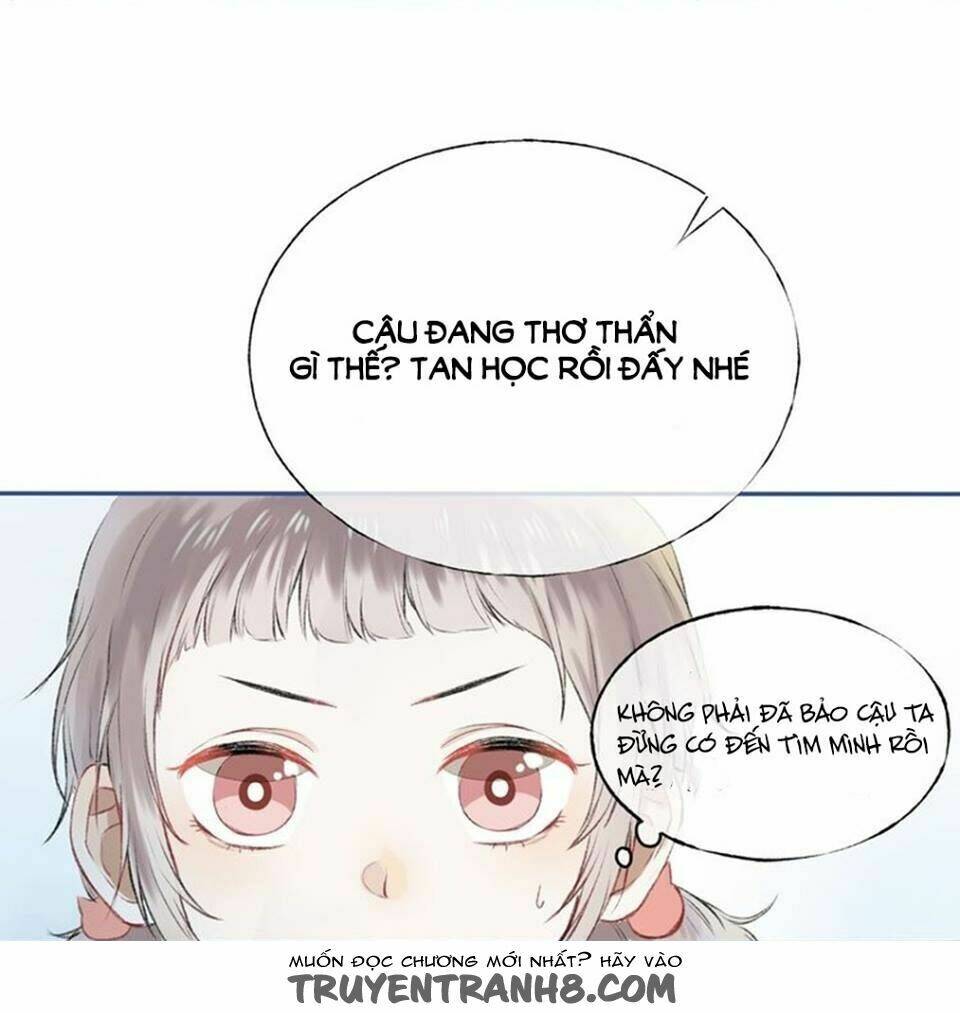 CẬU ĐANG THƠ THẨN
GÌ THẾ? TAN HỌC RỒI ĐẤY NHÉ
KHÔNG PHẢI ĐÃ BẢO CẬU TA
ĐỪNG CÓ ĐẾN TÌM MÌNH RỒI
MÀ?
MUỐN ĐỌC CHƯƠNG MỚI NHẤT? HÃY VÀO
TRUYENTRANH8.COM